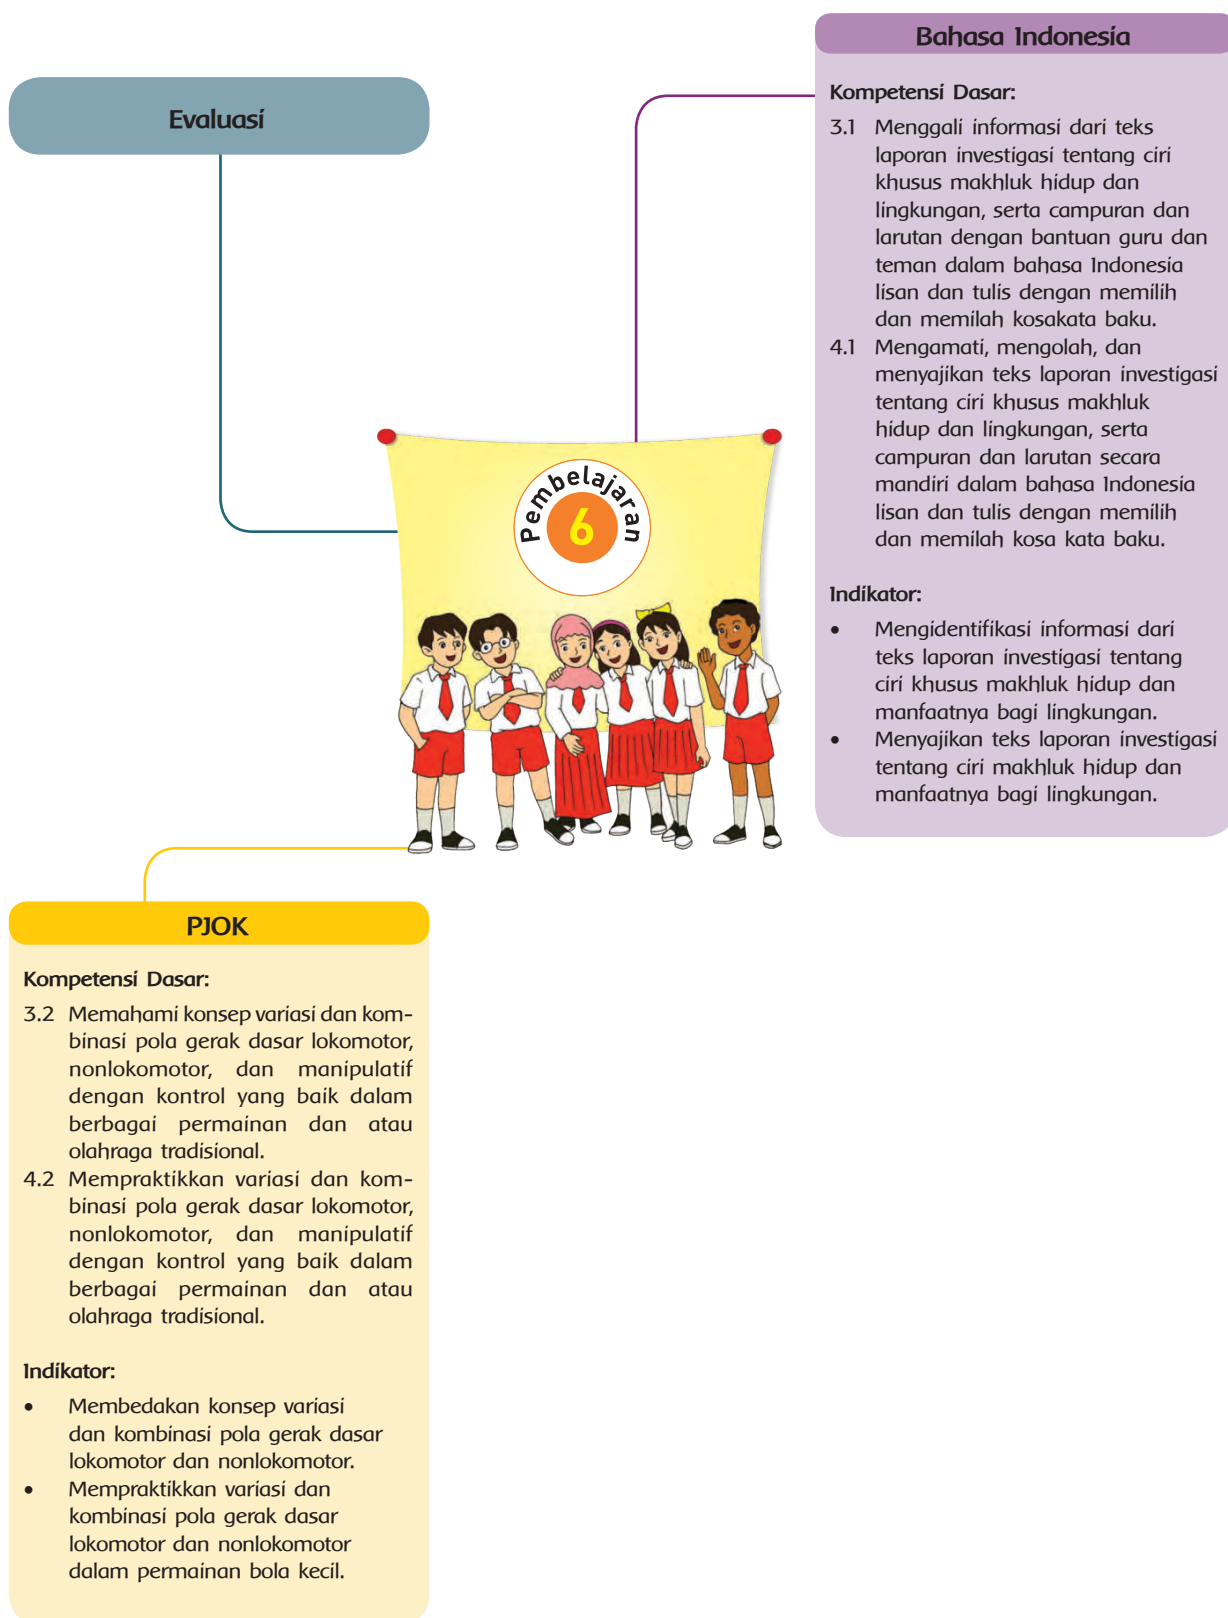 Evaluasi
Bahasa Indonesia
Kompetensi Dasar:
3.1 Menggali informasi dari teks
laporan investigasi tentang ciri
khusus makhluk hidup dan
lingkungan, serta campuran dan
larutan dengan bantuan guru dan
teman dalam bahasa Indonesia
lisan dan tulis dengan memilih
dan memilah kosakata baku.
4.1 Mengamati, mengolah, dan
menyajikan teks laporan investigasi
tentang ciri khusus makhluk
hidup dan lingkungan, serta
campuran dan larutan secara
mandiri dalam bahasa Indonesia
lisan dan tulis dengan memilih
dan memilah kosa kata baku.
Indikator:
• Mengidentifikasi informasi dari
teks laporan investigasi tentang
ciri khusus makhluk hidup dan
manfaatnya bagi lingkungan.
• Menyajikan teks laporan investigasi
tentang ciri makhluk hidup dan
manfaatnya bagi lingkungan.
Pembelajaran
6
PJOK
Kompetensi Dasar:
3.2 Memahami konsep variasi dan kom-
binasi pola gerak dasar lokomotor,
nonlokomotor, dan manipulatif
dengan kontrol yang baik dalam
berbagai permainan dan atau
olahraga tradisional.
4.2 Mempraktikkan variasi dan kom-
binasi pola gerak dasar lokomotor,
nonlokomotor, dan manipulatif
dengan kontrol yang baik dalam
berbagai permainan dan atau
olahraga tradisional.
Indikator:
• Membedakan konsep variasi
dan kombinasi pola gerak dasar
lokomotor dan nonlokomotor.
• Mempraktikkan variasi dan
kombinasi pola gerak dasar
lokomotor dan nonlokomotor
dalam permainan bola kecil.